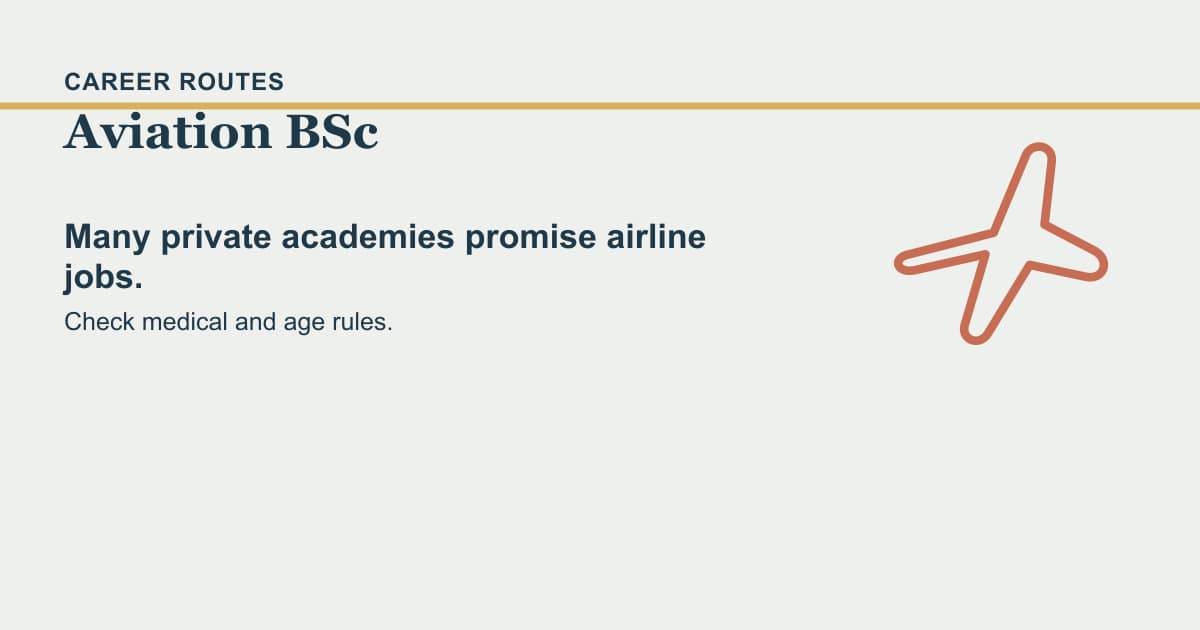 CAREER ROUTES
Aviation BSc
Many private academies promise airline
jobs.
Check medical and age rules.